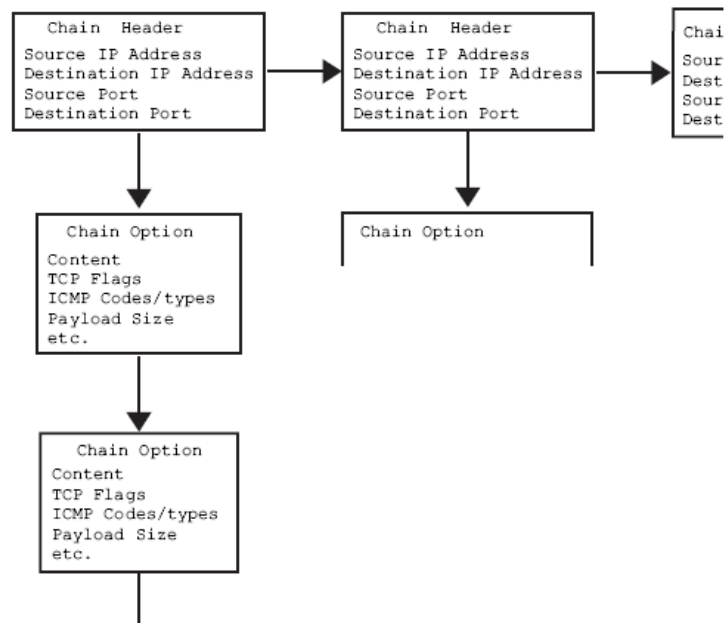 Chain Header
Source IP Address
Destination IP Address
Source Port
Destination Port
Chain Header
Source IP Address
Destination IP Address
Source Port
Destination Port
Chain Option
Content
TCP Flags
ICMP Codes/types
Payload Size
etc.
Chain Option
Chain Option
Content
TCP Flags
ICMP Codes/types
Payload Size
etc.